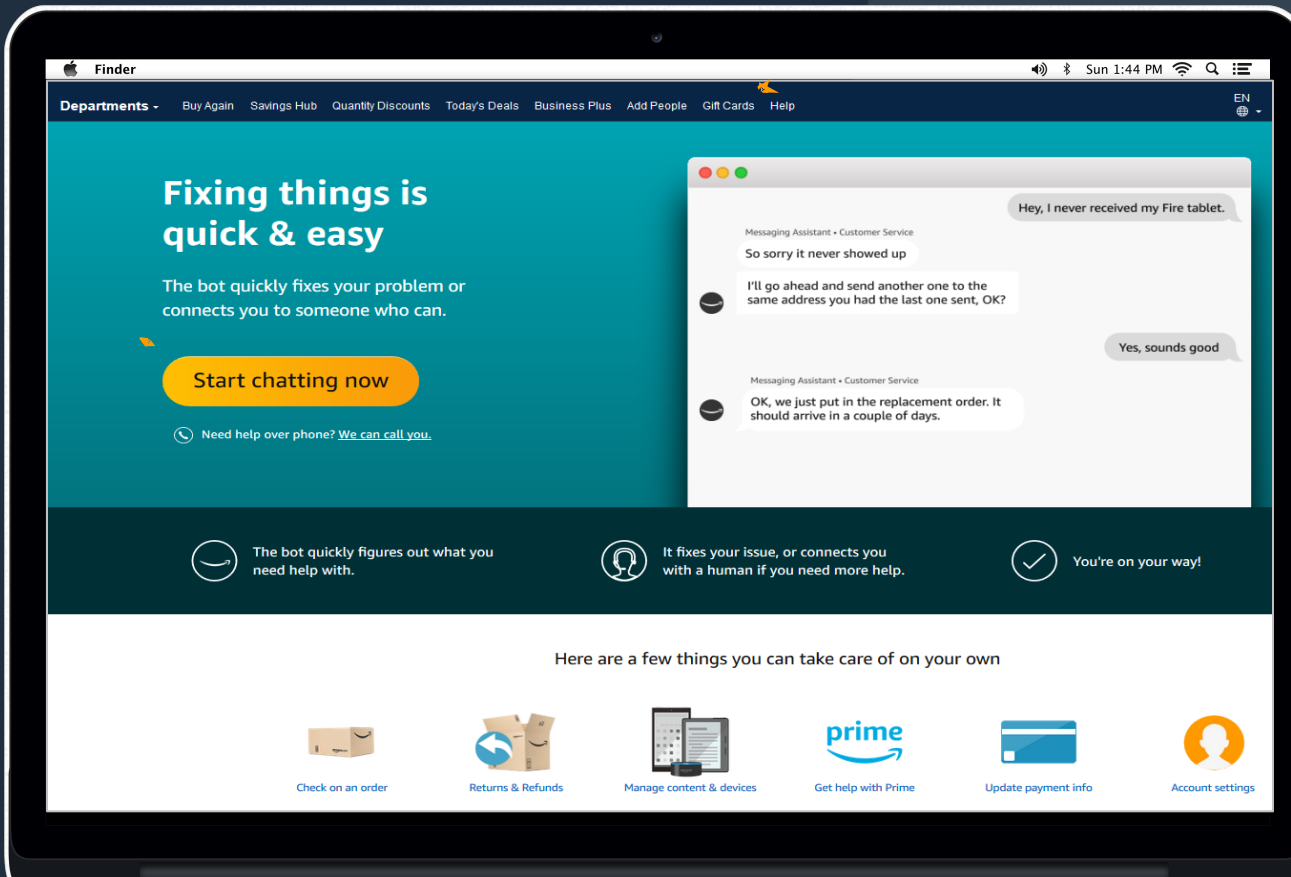 Finder
Sun 1:44 PM
Departments
Buy Again
Savings Hub
Quantity Discounts
Today's Deals
Business Plus
Add People
Gift Cards
Help
EN
Fixing things is
quick & easy
The bot quickly fixes your problem or
connects you to someone who can.
Start chatting now
Need help over phone? We can call you.
Hey, I never received my Fire tablet.
Messaging Assistant • Customer Service
So sorry it never showed up
I'll go ahead and send another one to the
same address you had the last one sent, OK?
Yes, sounds good
Messaging Assistant • Customer Service
OK, we just put in the replacement order. It
should arrive in a couple of days.
The bot quickly figures out what you
need help with.
It fixes your issue, or connects you
with a human if you need more help.
You're on your way!
Here are a few things you can take care of on your own
prime
Check on an order
Returns & Refunds
Manage content & devices
Get help with Prime
Update payment info
Account settings